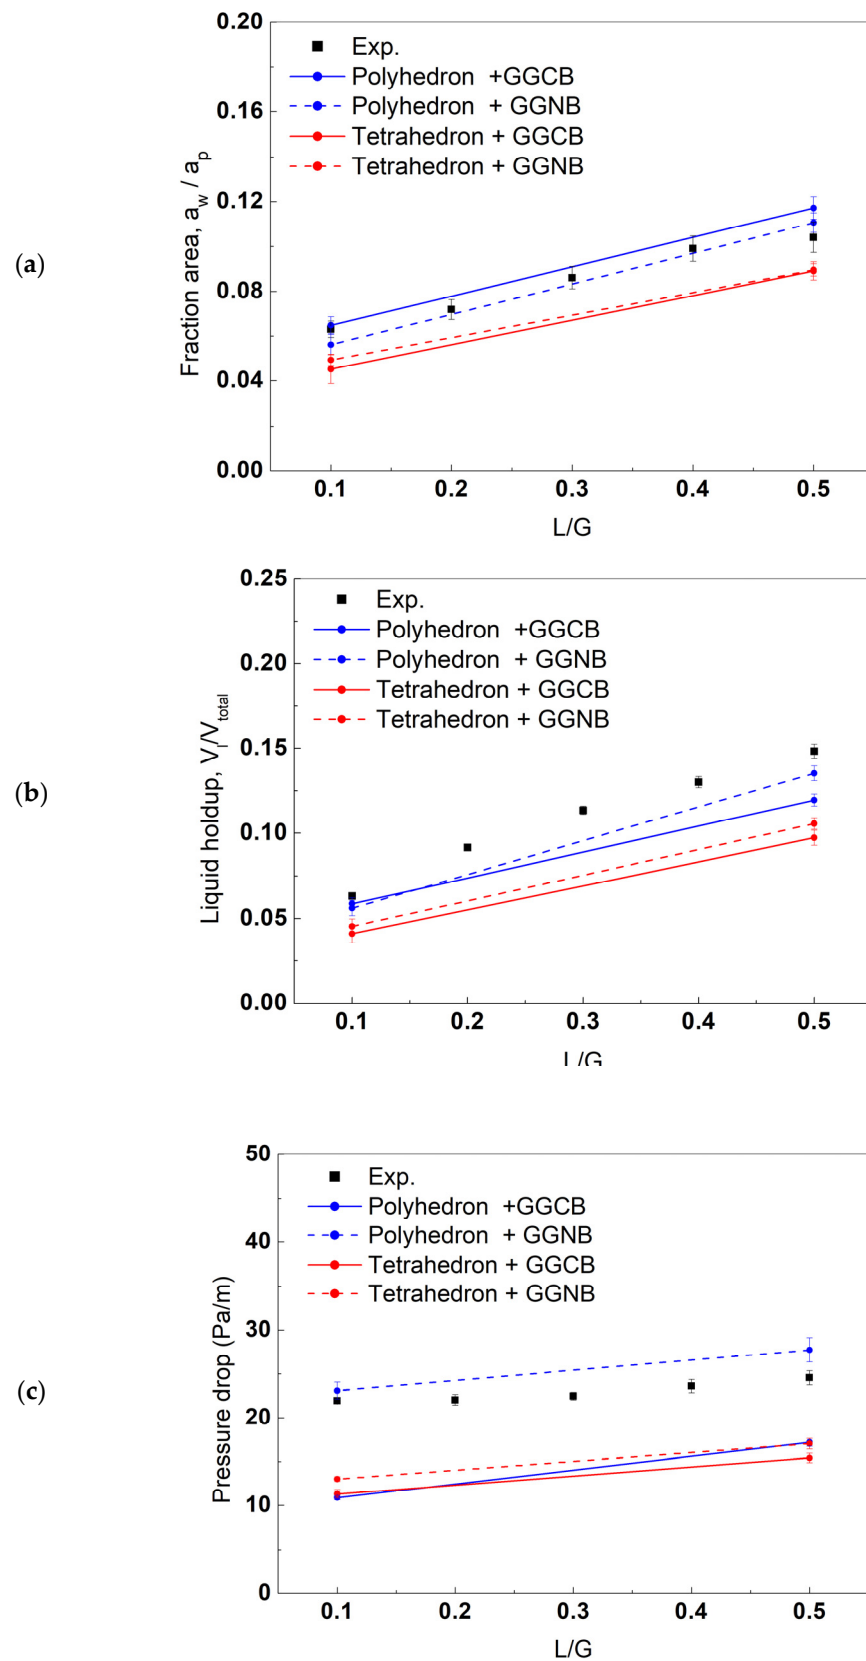 (a)
0.20
0.16
0.12
0.08
0.04
0.00
Fraction area, a_w / a_p
Exp.
Polyhedron +GGCB
Polyhedron + GGNB
Tetrahedron + GGCB
Tetrahedron + GGNB
0.1 0.2 0.3 0.4 0.5
L/G
(b)
0.25
0.20
0.15
0.10
0.05
0.00
Liquid holdup, V_l/V_total
Exp.
Polyhedron +GGCB
Polyhedron + GGNB
Tetrahedron + GGCB
Tetrahedron + GGNB
0.1 0.2 0.3 0.4 0.5
L/G
(c)
50
40
30
20
10
0
Pressure drop (Pa/m)
Exp.
Polyhedron +GGCB
Polyhedron + GGNB
Tetrahedron + GGCB
Tetrahedron + GGNB
0.1 0.2 0.3 0.4 0.5
L/G